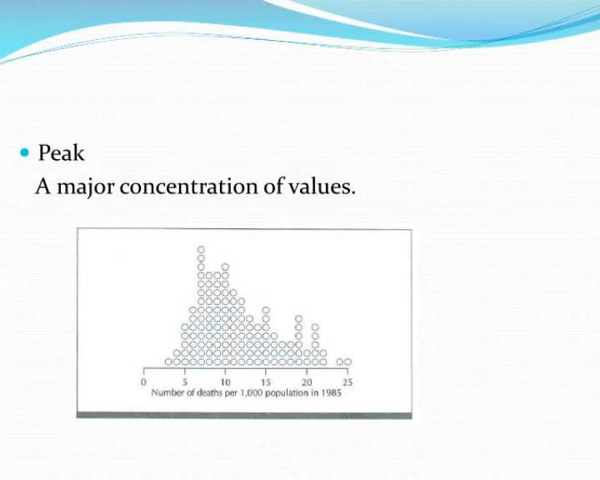 Peak
A major concentration of values.
0 5 10 15 20 25
Number of deaths per 1,000 population in 1985